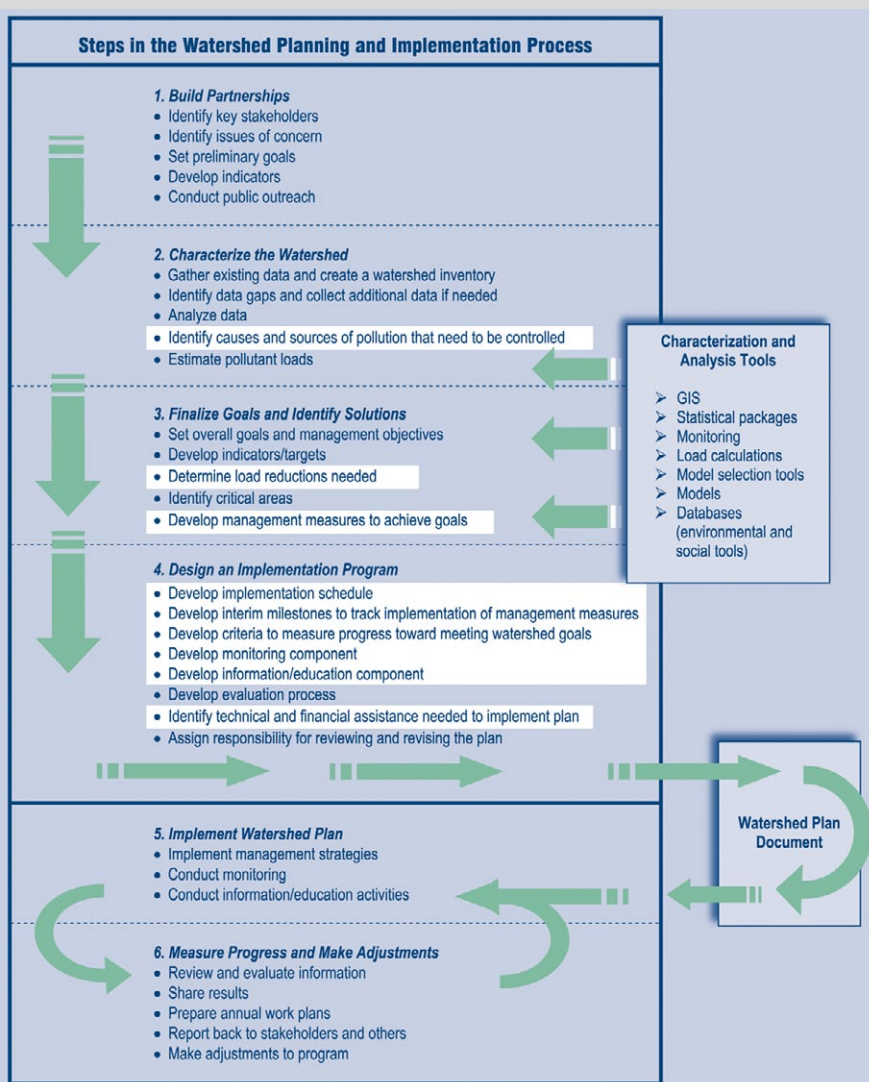 Steps in the Watershed Planning and Implementation Process
1. Build Partnerships
• Identify key stakeholders
• Identify issues of concern
• Set preliminary goals
• Develop indicators
• Conduct public outreach
2. Characterize the Watershed
• Gather existing data and create a watershed inventory
• Identify data gaps and collect additional data if needed
• Analyze data
• Identify causes and sources of pollution that need to be controlled
• Estimate pollutant loads
3. Finalize Goals and Identify Solutions
• Set overall goals and management objectives
• Develop indicators/targets
• Determine load reductions needed
• Identify critical areas
• Develop management measures to achieve goals
Characterization and
Analysis Tools
➢ GIS
➢ Statistical packages
➢ Monitoring
➢ Load calculations
➢ Model selection tools
➢ Models
➢ Databases
(environmental and
social tools)
4. Design an Implementation Program
• Develop implementation schedule
• Develop interim milestones to track implementation of management measures
• Develop criteria to measure progress toward meeting watershed goals
• Develop monitoring component
• Develop information/education component
• Develop evaluation process
• Identify technical and financial assistance needed to implement plan
• Assign responsibility for reviewing and revising the plan
Watershed Plan
Document
5. Implement Watershed Plan
• Implement management strategies
• Conduct monitoring
• Conduct information/education activities
6. Measure Progress and Make Adjustments
• Review and evaluate information
• Share results
• Prepare annual work plans
• Report back to stakeholders and others
• Make adjustments to program